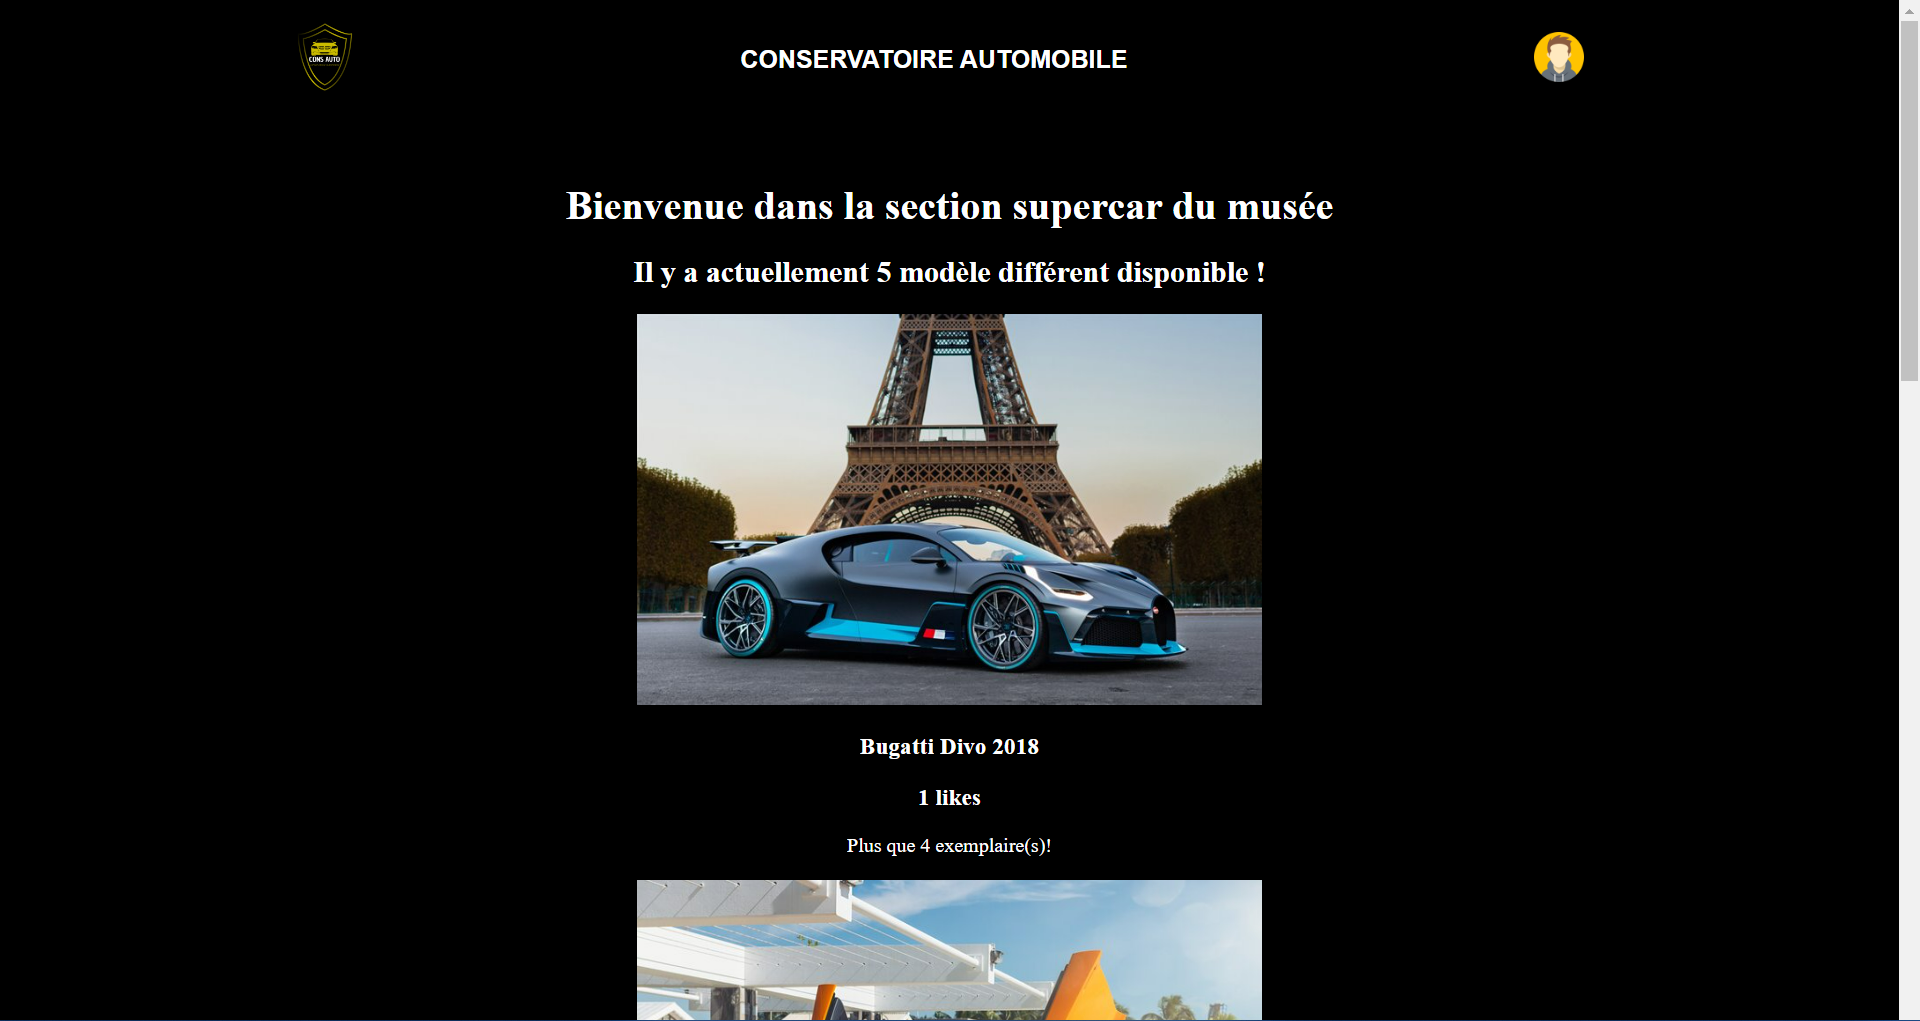 CONS AUTO
CONSERVATOIRE AUTOMOBILE
Bienvenue dans la section supercar du musée
Il y a actuellement 5 modèle différent disponible !
Bugatti Divo 2018
1 likes
Plus que 4 exemplaire(s)!